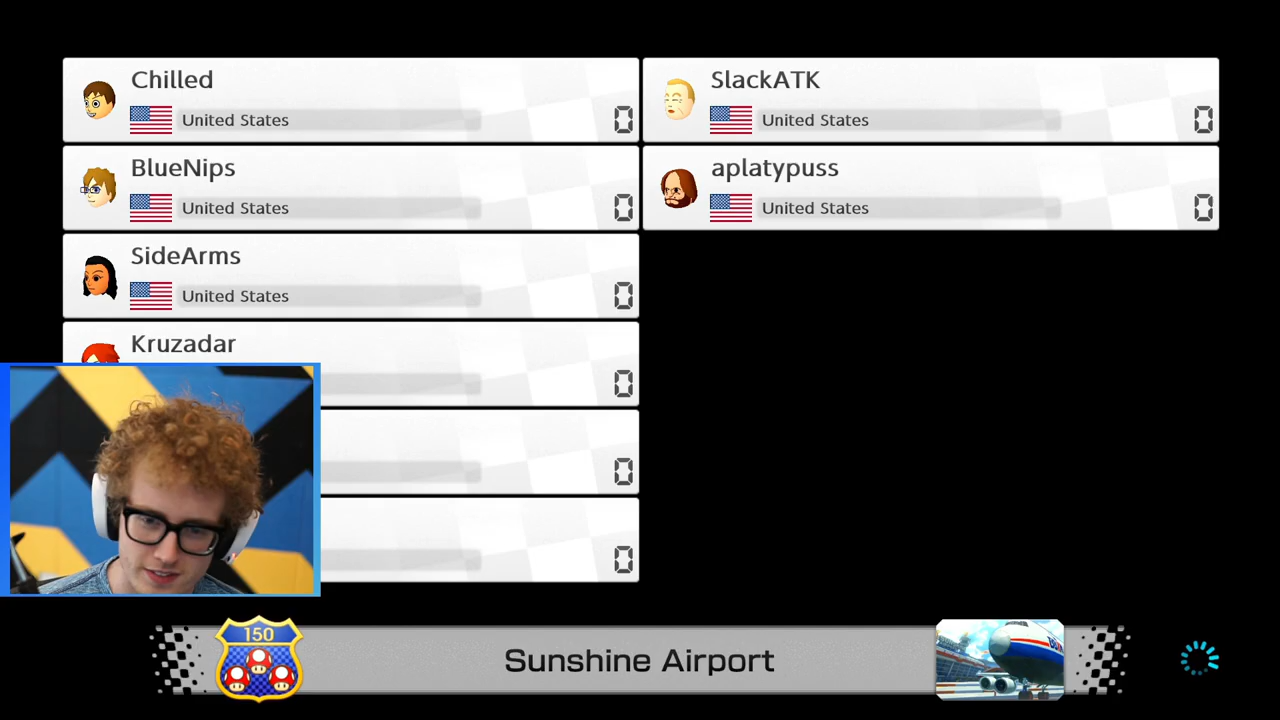 Chilled
United States
0
BlueNips
United States
0
SideArms
United States
0
Kruzadar
0
0
0
SlackATK
United States
0
aplatypuss
United States
0
150
Sunshine Airport